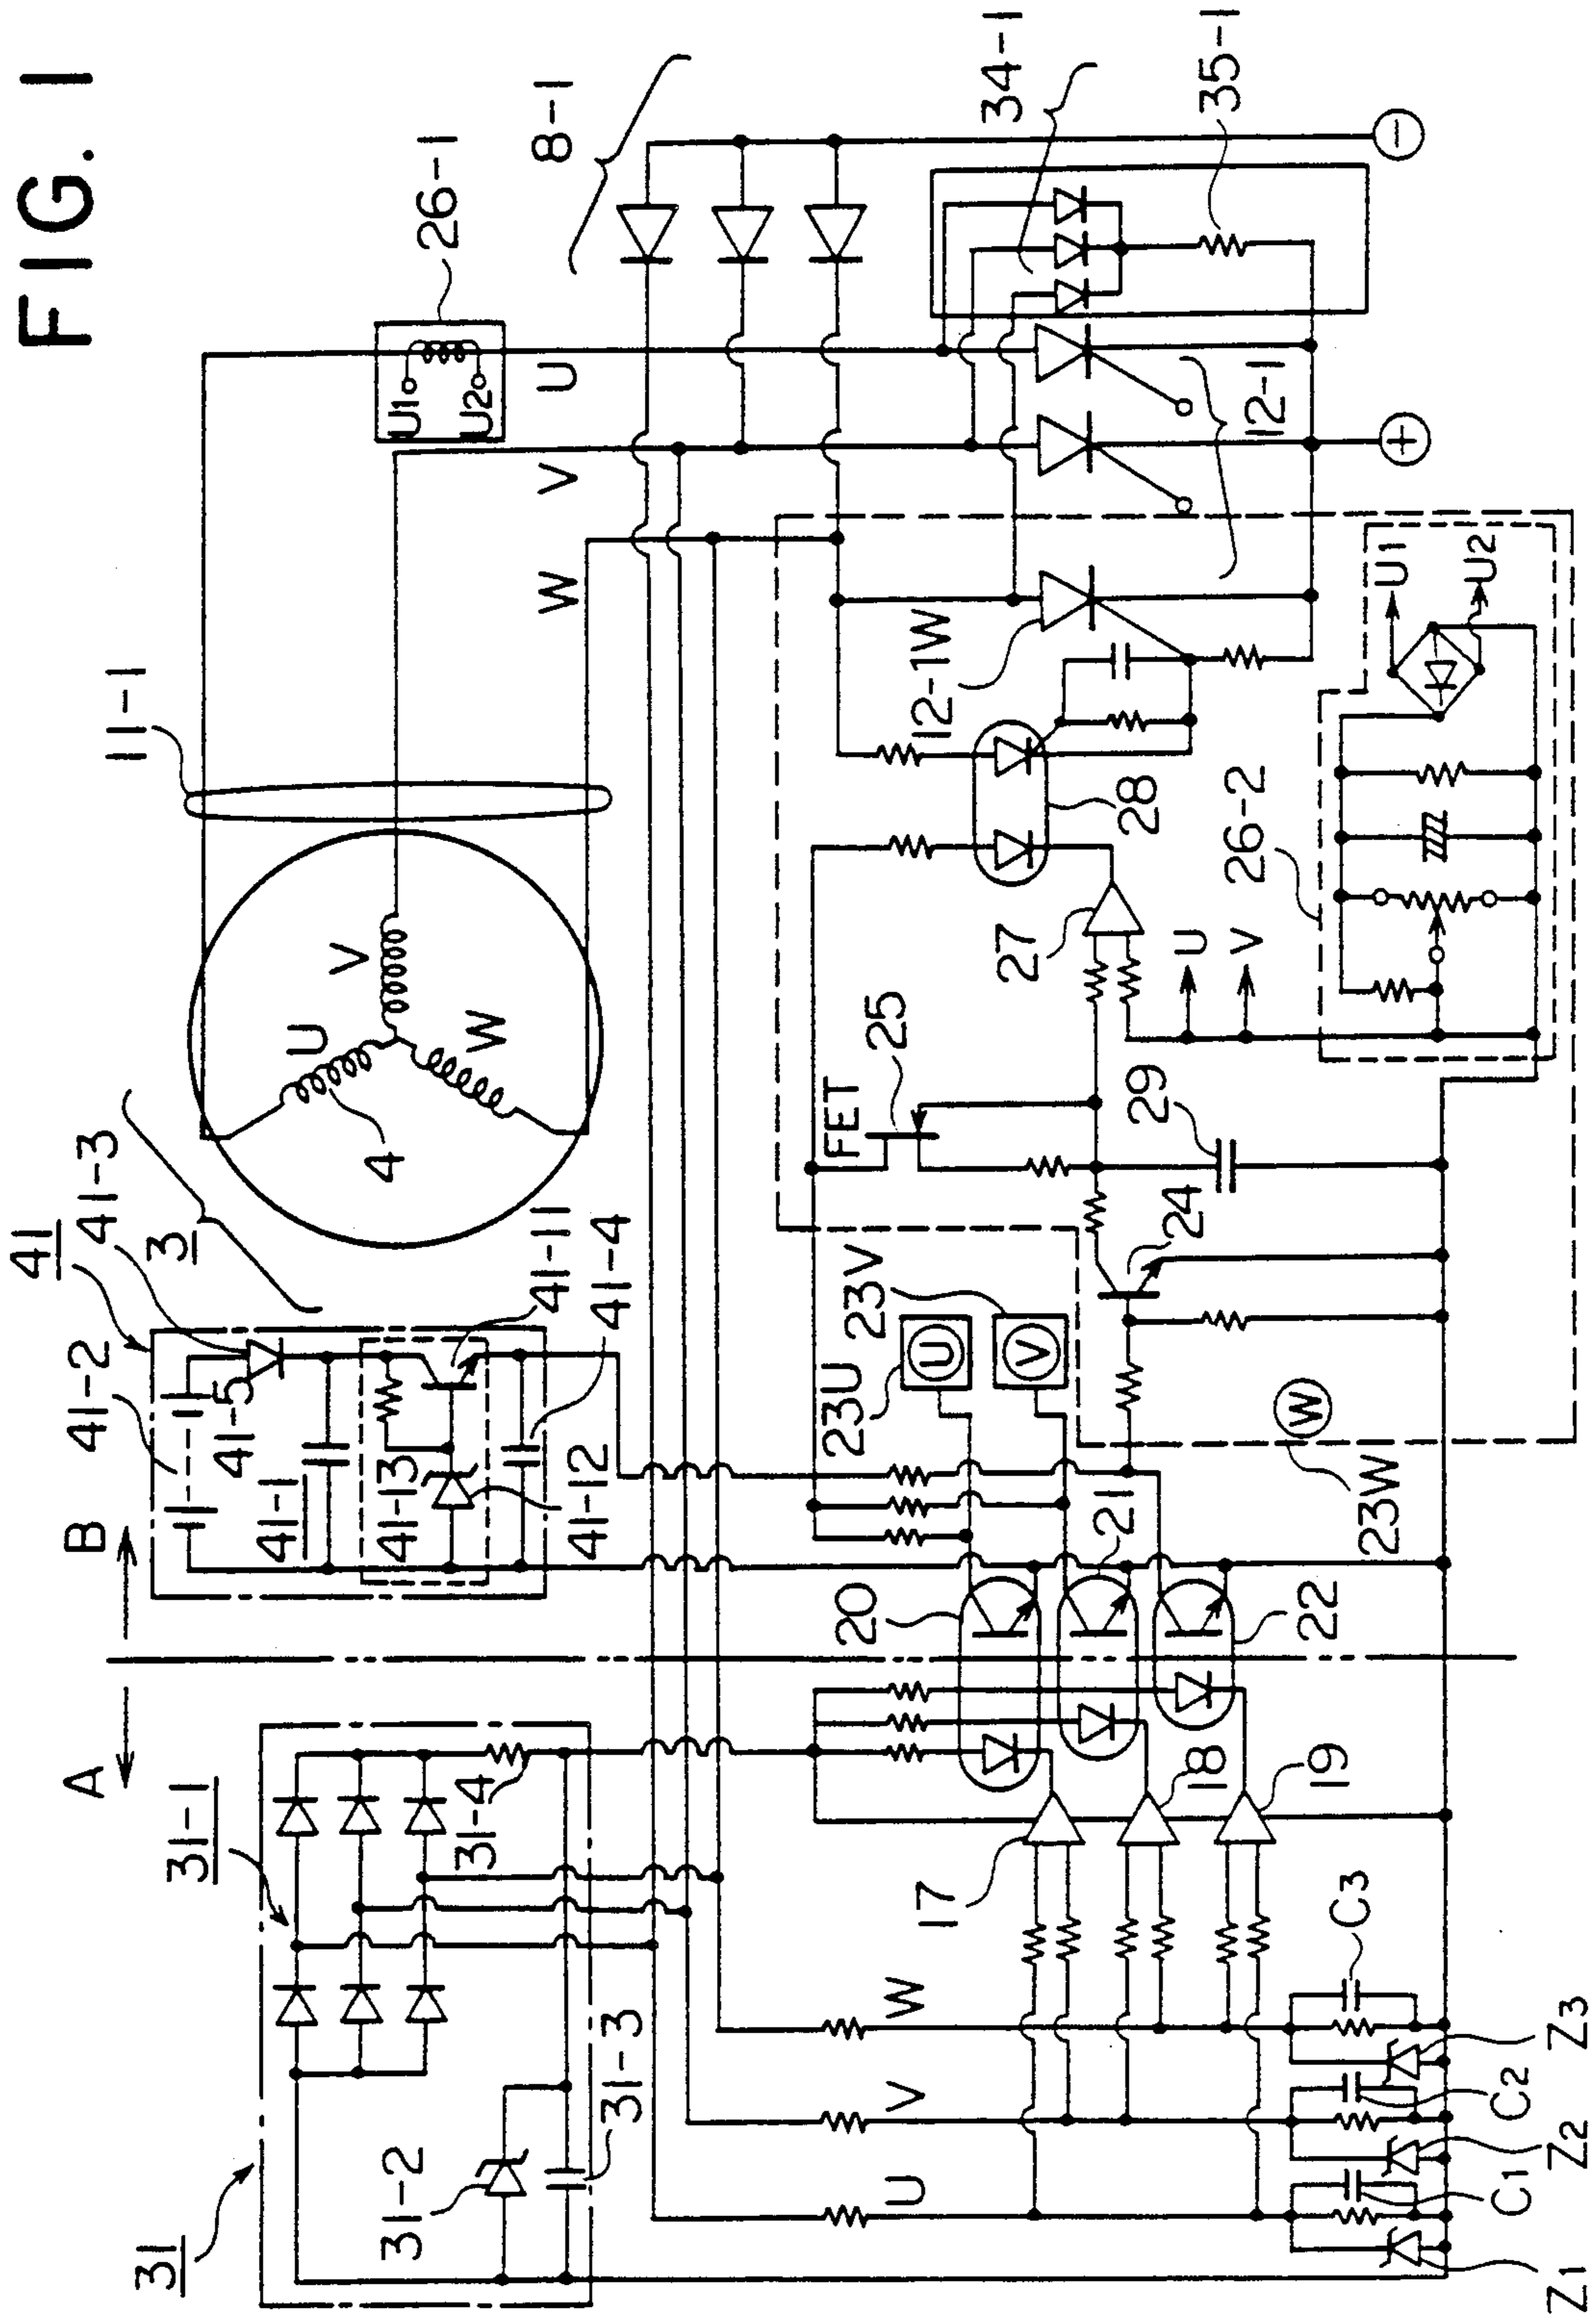 FIG. 1
31
31-1
31-2
31-3
31-4
A
B
41
41-2
41-3
41-5
41-1
41-13
41-12
41-11
41-4
3
4
U
V
W
11-1
26-1
U1
U2
U
V
W
8-1
34-1
35-1
−
+
12-1
12-1W
28
27
25
FET
29
24
23V
23U
U
V
W
23W
20
21
22
17
18
19
U
V
W
U
V
26-2
U1
U2
Z1
C1
Z2
C2
Z3
C3